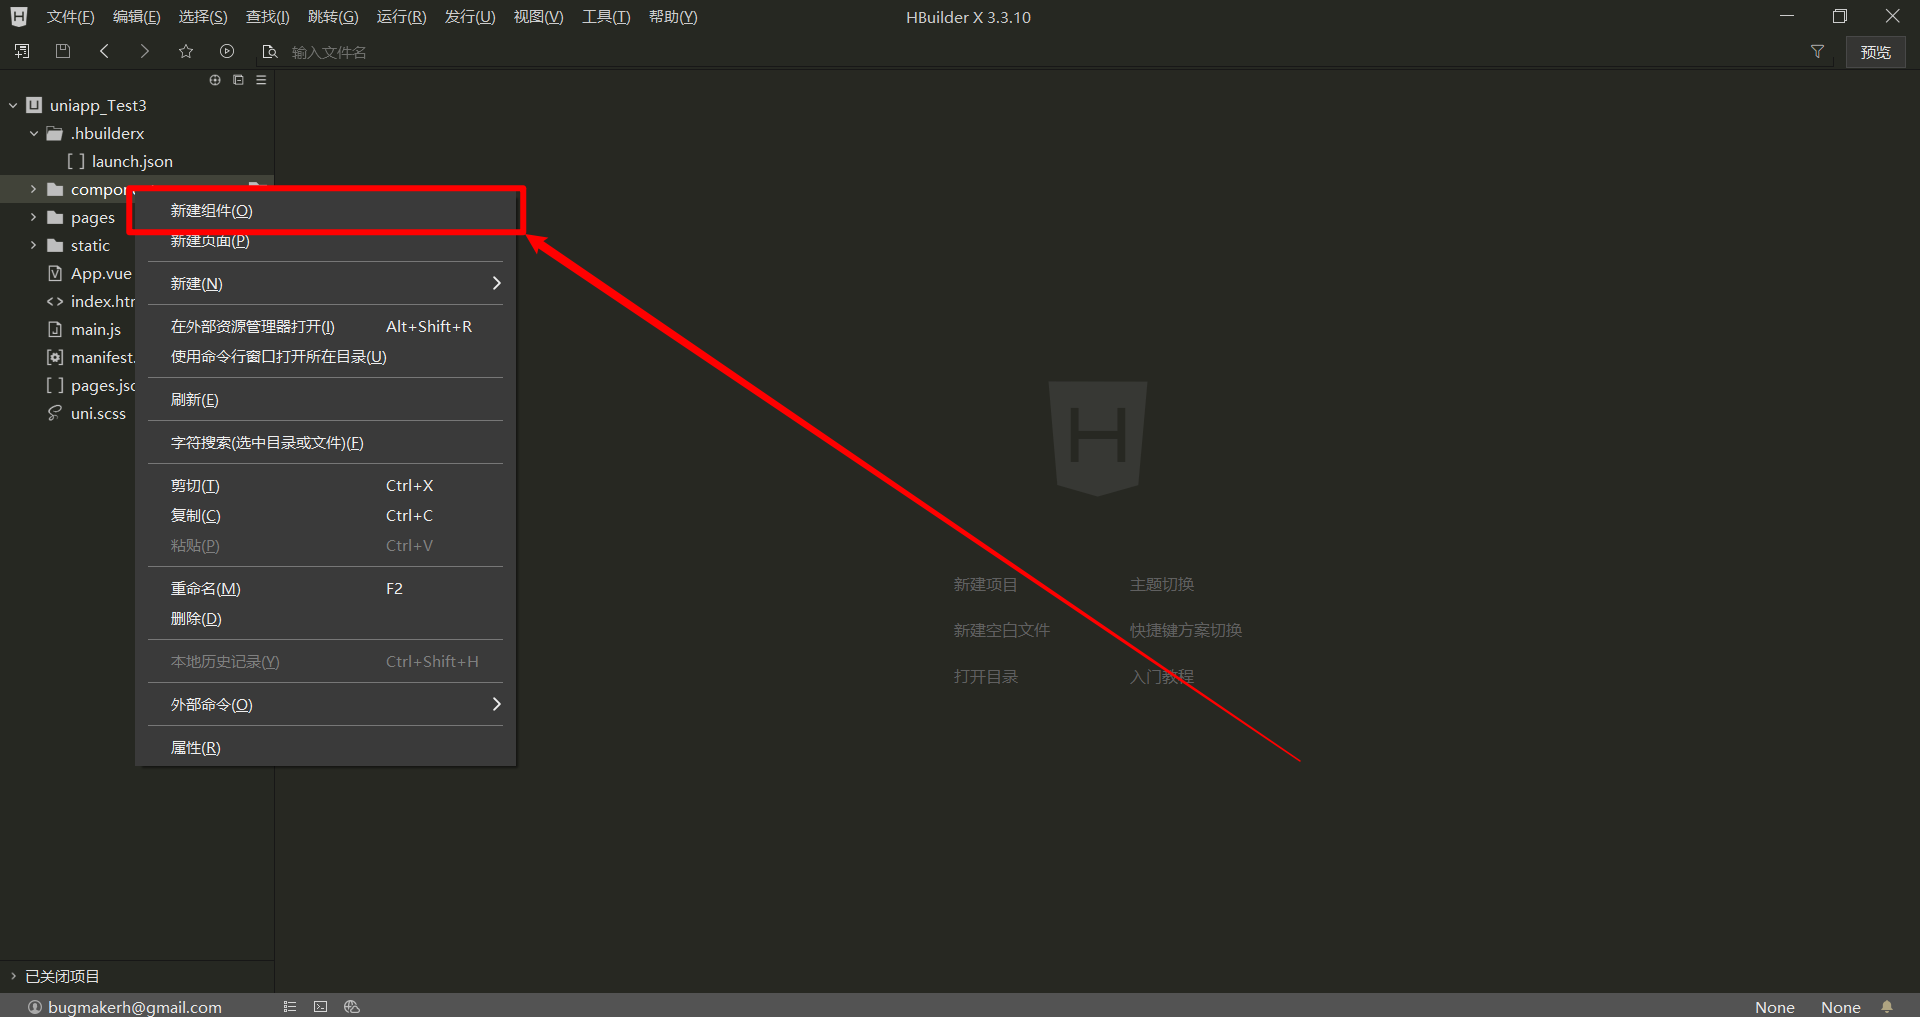 文件(F) 编辑(E) 选择(S) 查找(I) 跳转(G) 运行(R) 发行(U) 视图(V) 工具(T) 帮助(Y) HBuilder X 3.3.10
输入文件名 预览
uniapp_Test3
.hbuilderx
[ ] launch.json
compon
pages
static
App.vue
<> index.htm
main.js
manifest.
[ ] pages.jso
uni.scss
新建组件(O)
新建页面(P)
新建(N)
在外部资源管理器打开(I) Alt+Shift+R
使用命令行窗口打开所在目录(U)
刷新(E)
字符搜索(选中目录或文件)(F)
剪切(T) Ctrl+X
复制(C) Ctrl+C
粘贴(P) Ctrl+V
重命名(M) F2
删除(D)
本地历史记录(Y) Ctrl+Shift+H
外部命令(O)
属性(R)
新建项目 主题切换
新建空白文件 快捷键方案切换
打开目录 入门教程
已关闭项目
bugmakerh@gmail.com None None